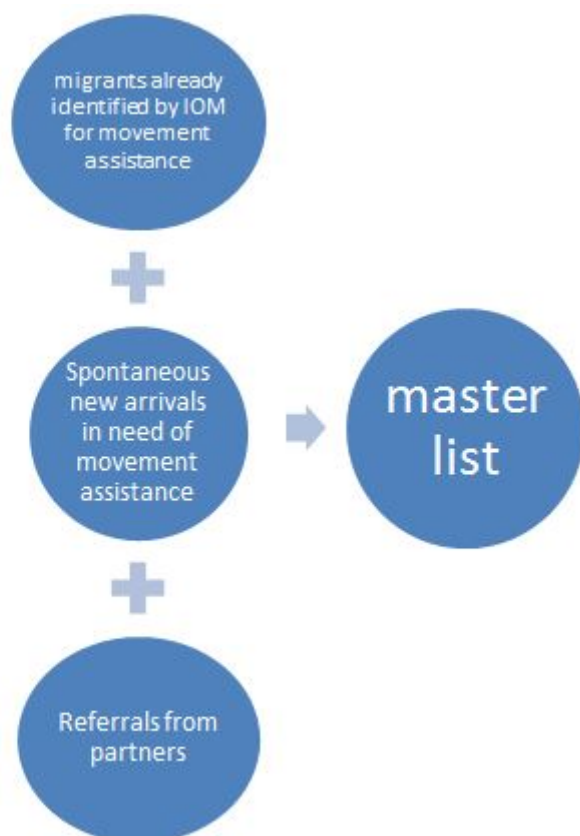 migrants already
identified by IOM
for movement
assistance
Spontaneous
new arrivals
in need of
movement
assistance
master
list
Referrals from
partners